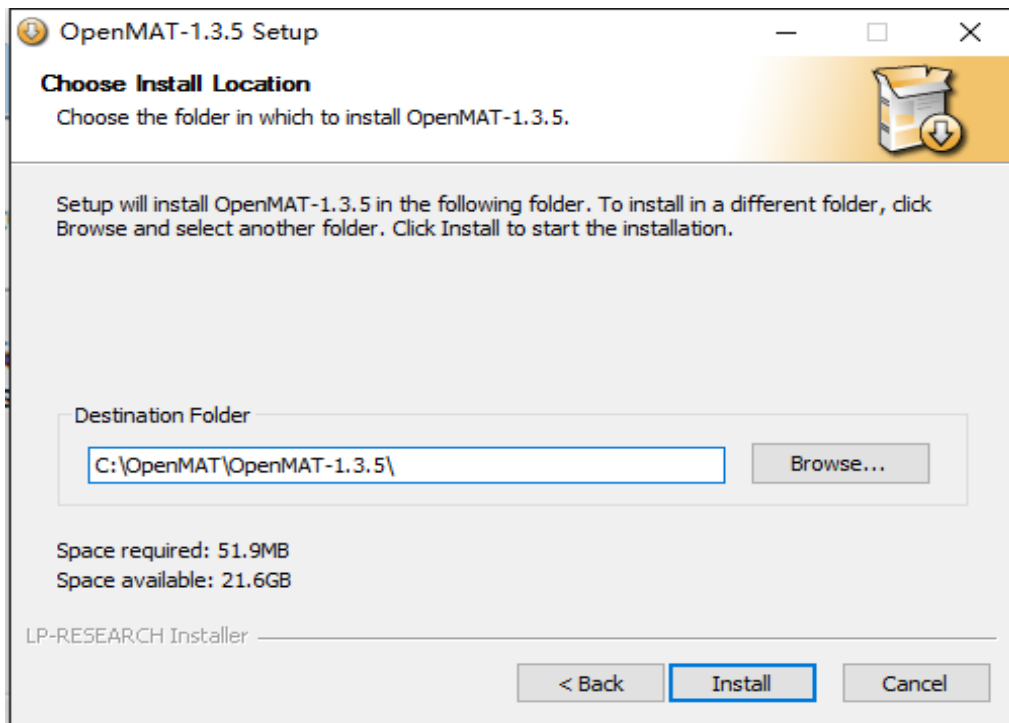 OpenMAT-1.3.5 Setup
Choose Install Location
Choose the folder in which to install OpenMAT-1.3.5.
Setup will install OpenMAT-1.3.5 in the following folder. To install in a different folder, click
Browse and select another folder. Click Install to start the installation.
Destination Folder
C:\OpenMAT\OpenMAT-1.3.5\
Browse...
Space required: 51.9MB
Space available: 21.6GB
LP-RESEARCH Installer
< Back
Install
Cancel